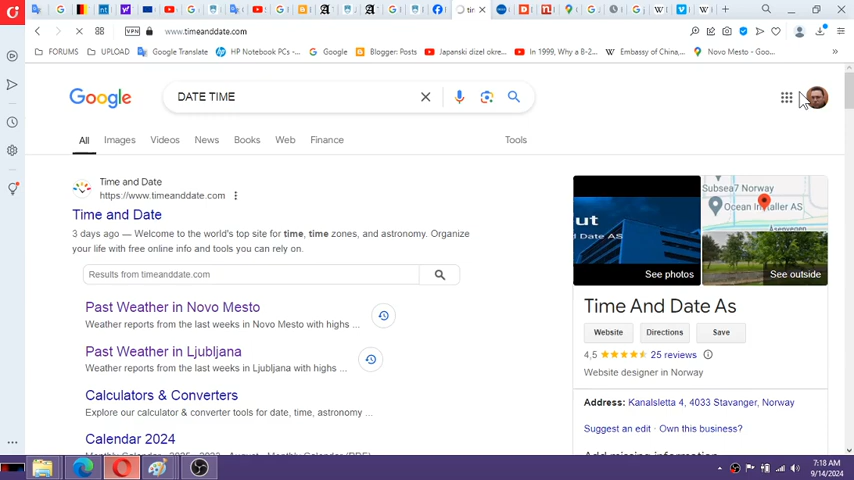 VPN
www.timeanddate.com
FORUMS
UPLOAD
Google Translate
HP Notebook PC-...
Google
Blogger: Posts
Japanski dizel okre...
In 1999, Why a B-2...
Embassy of China,...
Novo Mesto - Goo...
Google
DATE TIME
All
Images
Videos
News
Books
Web
Finance
Tools
Time and Date
https://www.timeanddate.com
Time and Date
3 days ago — Welcome to the world's top site for time, time zones, and astronomy. Organize
your life with free online info and tools you can rely on.
Results from timeanddate.com
Past Weather in Novo Mesto
Weather reports from the last weeks in Novo Mesto with highs ...
Past Weather in Ljubljana
Weather reports from the last weeks in Ljubljana with highs ...
Calculators & Converters
Explore our calculator & converter tools for date, time, astronomy ...
Calendar 2024
Subsea7 Norway
Ocean Installer AS
out
d Date AS
See photos
See outside
Time And Date As
Website
Directions
Save
4,5
25 reviews
Website designer in Norway
Address: Kanalsletta 4, 4033 Stavanger, Norway
Suggest an edit · Own this business?
Add missing information
7:18 AM
9/14/2024